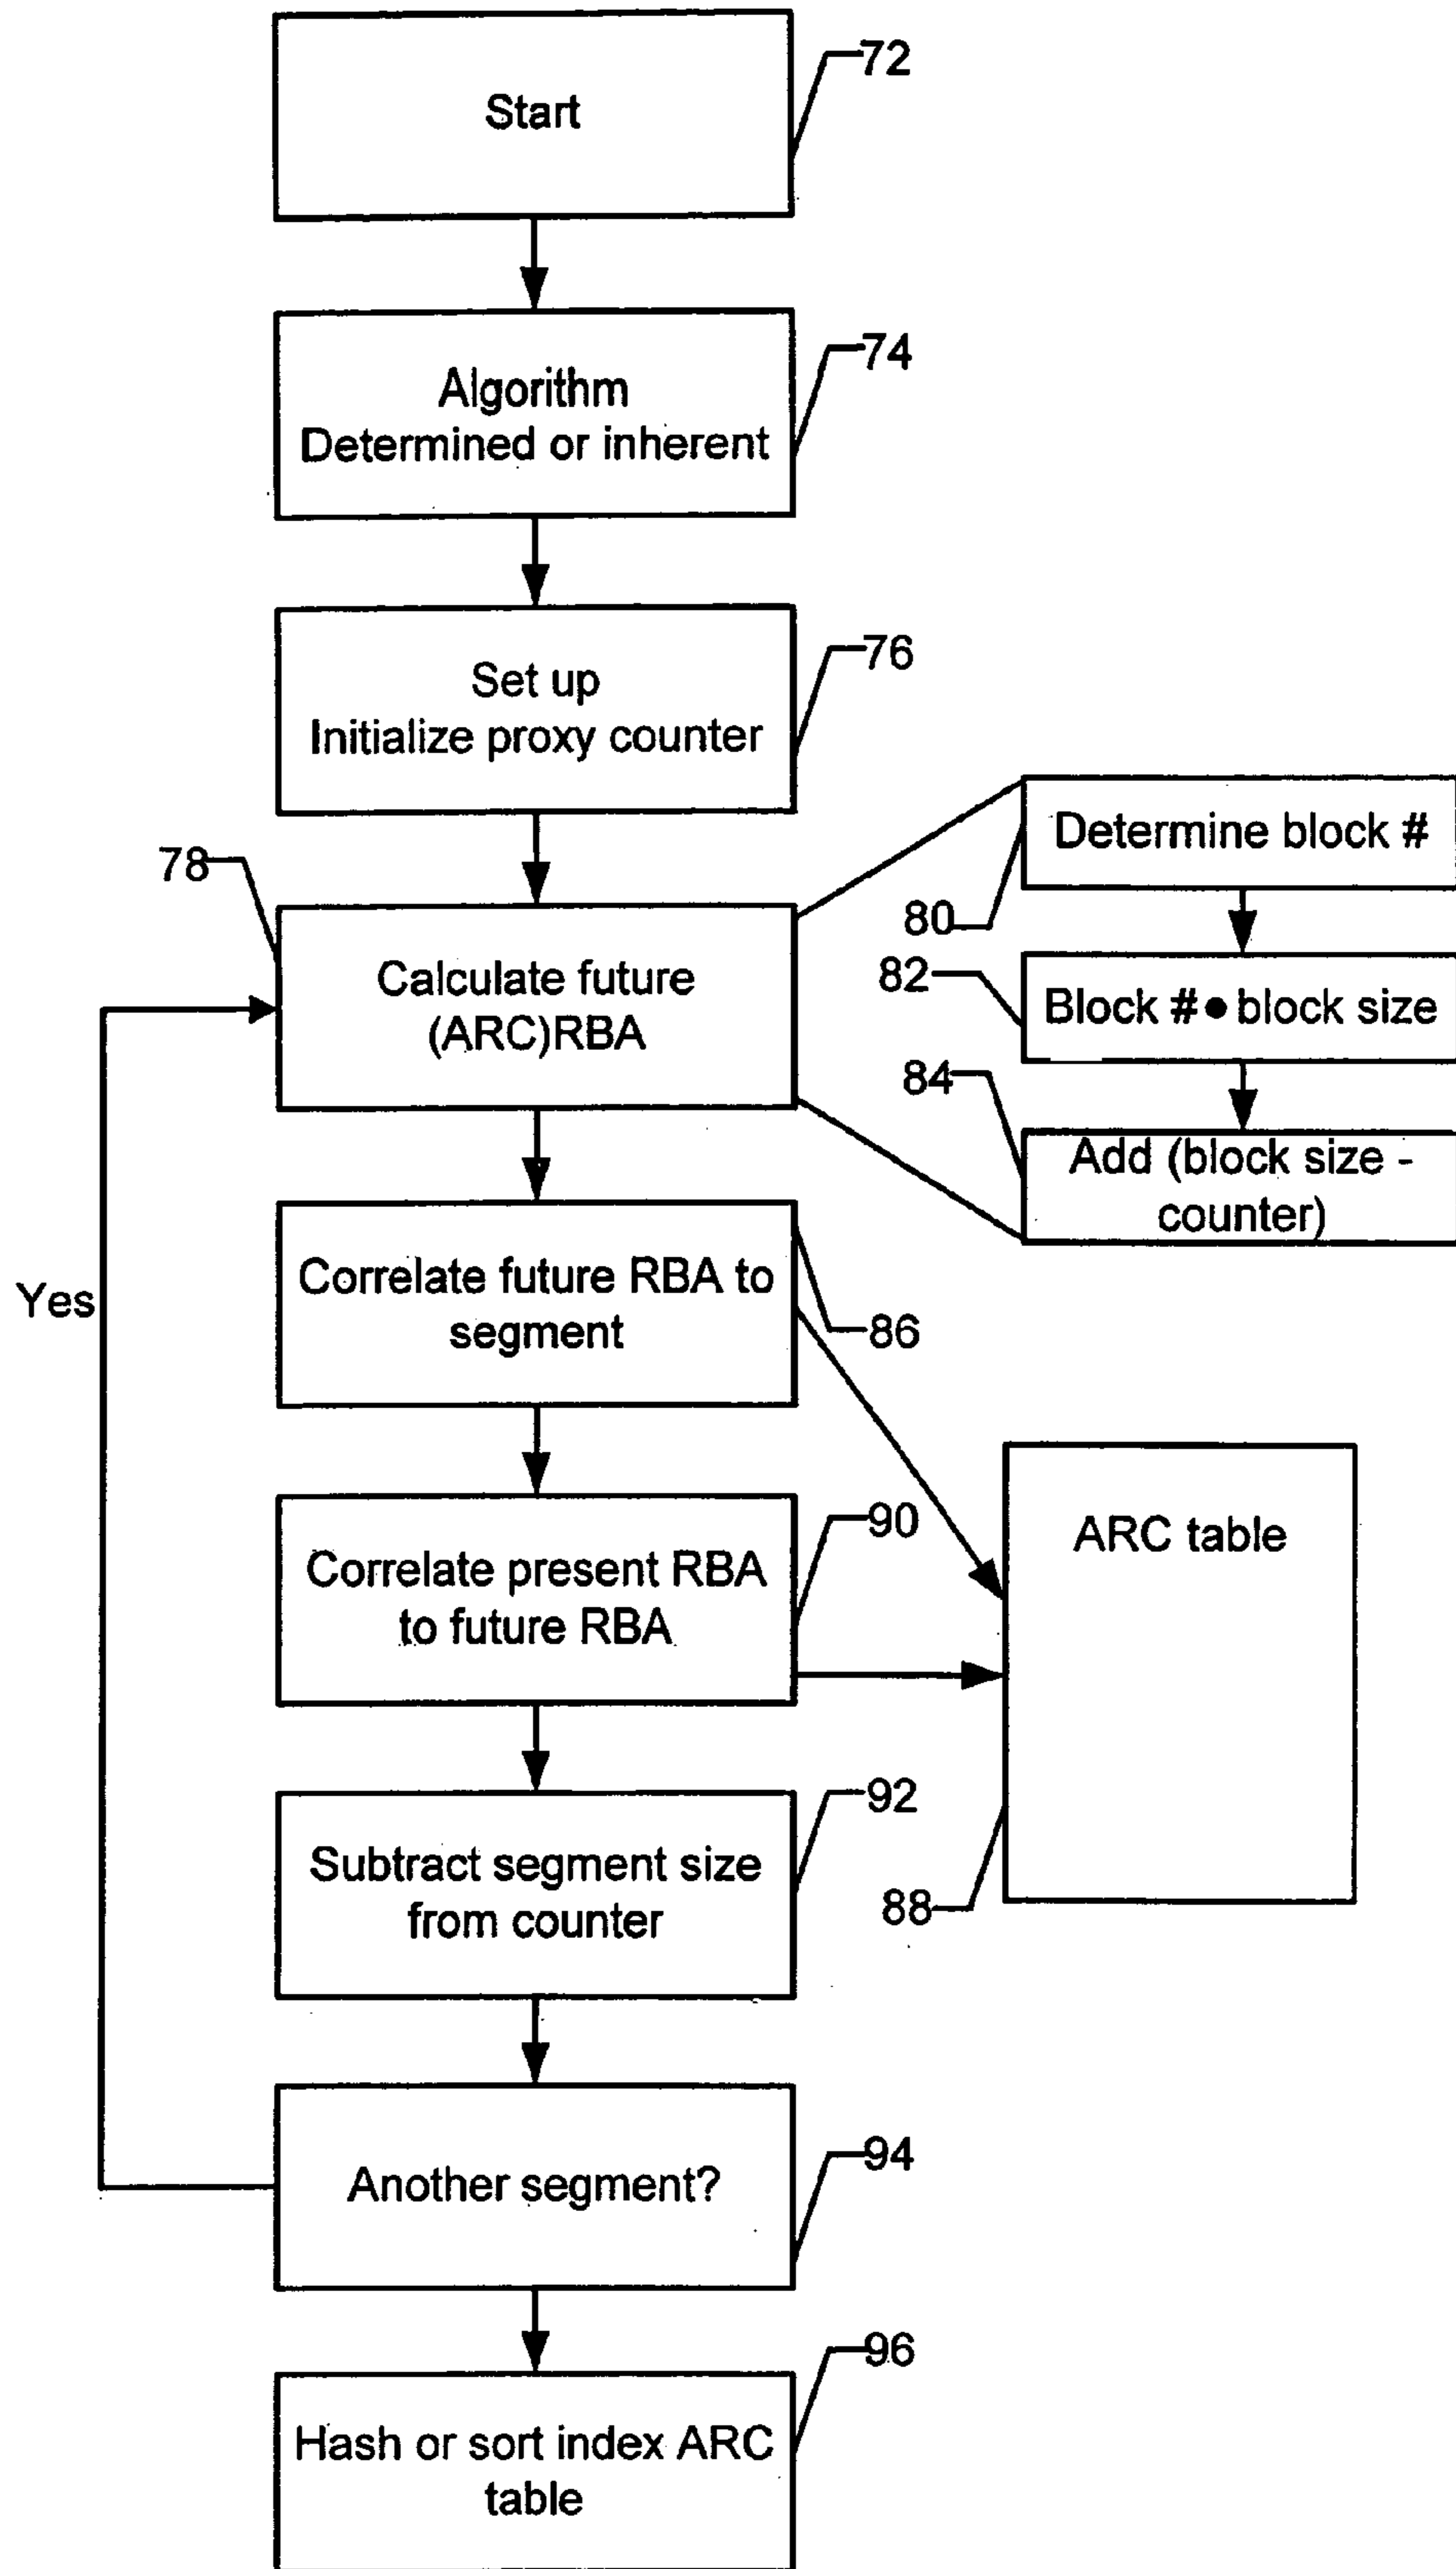 Start
72
Algorithm
Determined or inherent
74
Set up
Initialize proxy counter
76
78
Calculate future
(ARC)RBA
Determine block #
80
82
Block # ● block size
84
Add (block size -
counter)
Correlate future RBA to
segment
86
Yes
Correlate present RBA
to future RBA
90
ARC table
88
Subtract segment size
from counter
92
Another segment?
94
Hash or sort index ARC
table
96